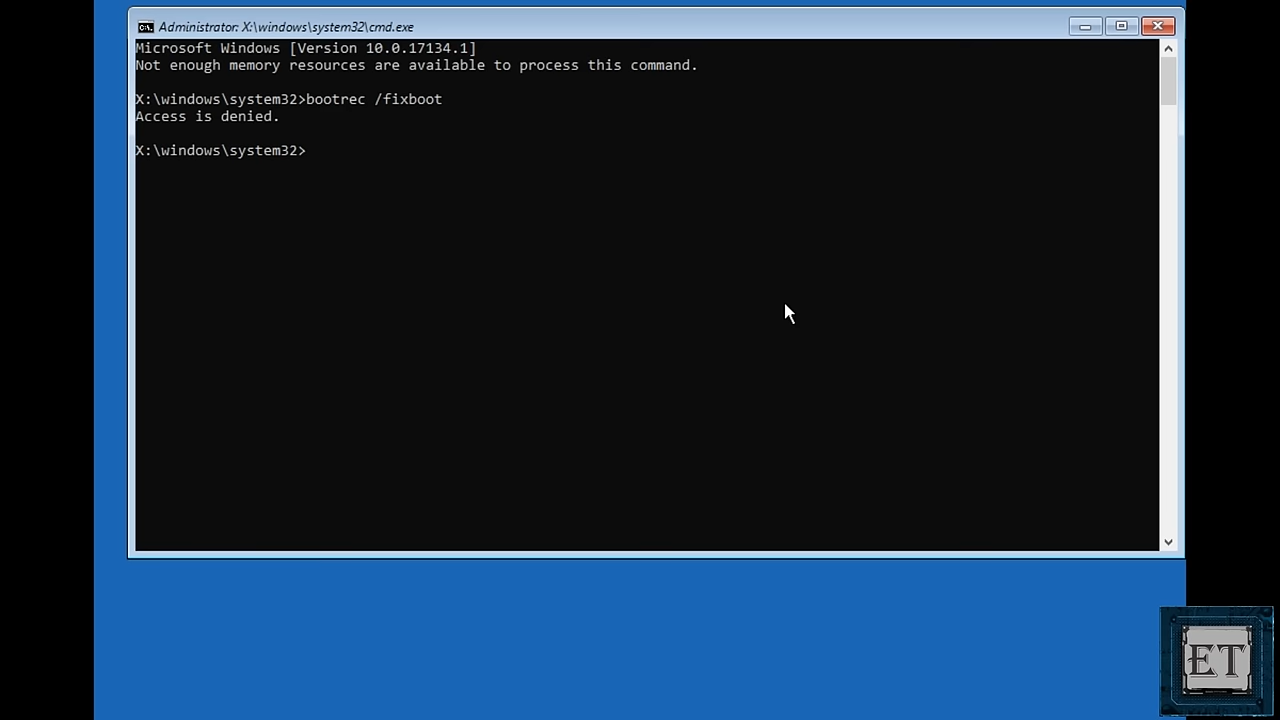 Administrator: X:\windows\system32\cmd.exe
Microsoft Windows [Version 10.0.17134.1]
Not enough memory resources are available to process this command.
X:\windows\system32>bootrec /fixboot
Access is denied.
X:\windows\system32>
ET